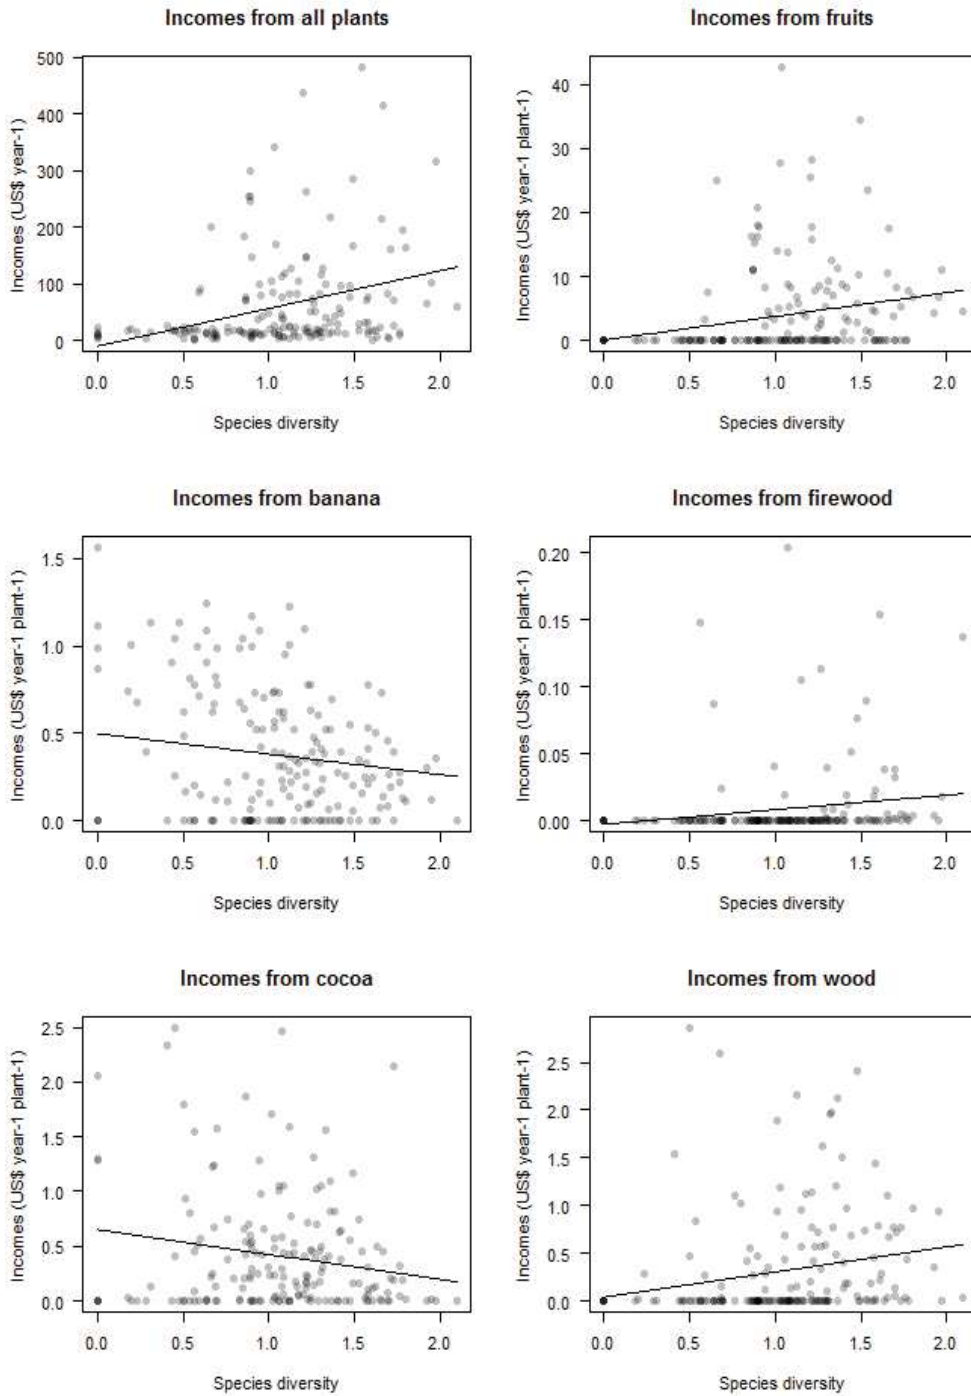 Incomes from all plants
Incomes (US$ year-1)
500
400
300
200
100
0
0.0 0.5 1.0 1.5 2.0
Species diversity
Incomes from fruits
Incomes (US$ year-1 plant-1)
40
30
20
10
0
0.0 0.5 1.0 1.5 2.0
Species diversity
Incomes from banana
Incomes (US$ year-1 plant-1)
1.5
1.0
0.5
0.0
0.0 0.5 1.0 1.5 2.0
Species diversity
Incomes from firewood
Incomes (US$ year-1 plant-1)
0.20
0.15
0.10
0.05
0.00
0.0 0.5 1.0 1.5 2.0
Species diversity
Incomes from cocoa
Incomes (US$ year-1 plant-1)
2.5
2.0
1.5
1.0
0.5
0.0
0.0 0.5 1.0 1.5 2.0
Species diversity
Incomes from wood
Incomes (US$ year-1 plant-1)
2.5
2.0
1.5
1.0
0.5
0.0
0.0 0.5 1.0 1.5 2.0
Species diversity